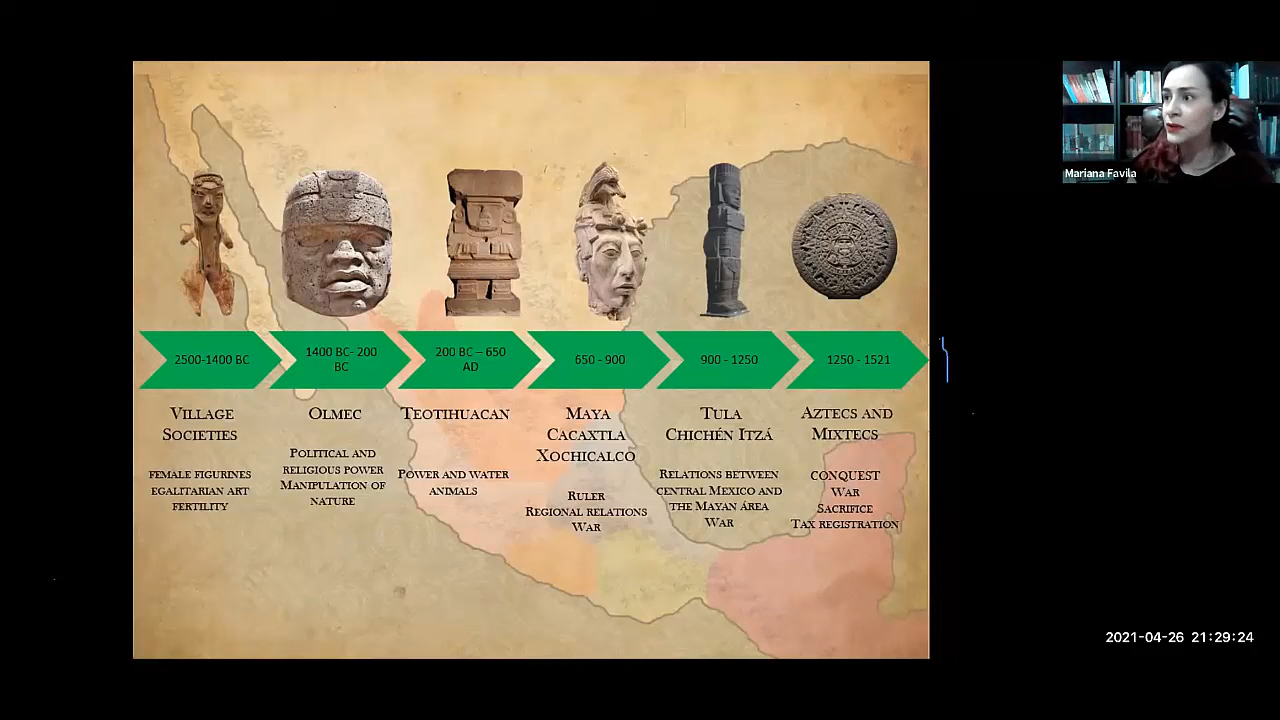 Mariana Favila
2500-1400 BC
1400 BC- 200
BC
200 BC – 650
AD
650 - 900
900 - 1250
1250 - 1521
Village
Societies
female figurines
egalitarian art
fertility
Olmec
Political and
religious power
Manipulation of
nature
Teotihuacan
Power and water
animals
Maya
Cacaxtla
Xochicalco
Ruler
Regional relations
War
Tula
Chichén Itzá
Relations between
central Mexico and
the Mayan área
War
Aztecs and
Mixtecs
conquest
War
Sacrifice
Tax registration
2021-04-26 21:29:24